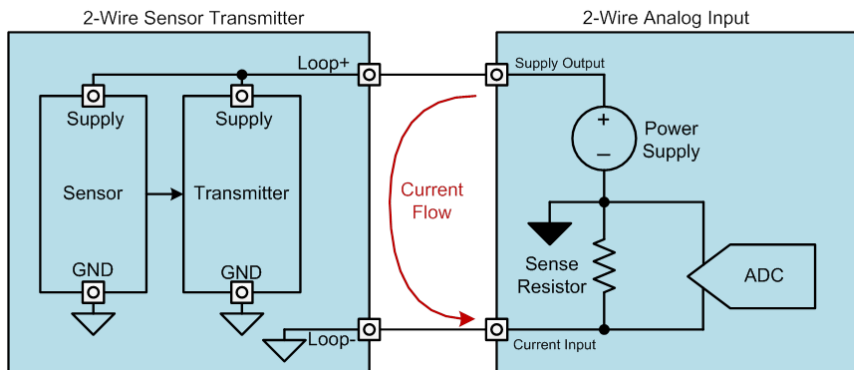 2-Wire Sensor Transmitter
2-Wire Analog Input
Loop+
Supply Output
Supply
Supply
+
Power
Supply
–
Sensor
Transmitter
Current
Flow
Sense
Resistor
ADC
GND
GND
Loop-
Current Input